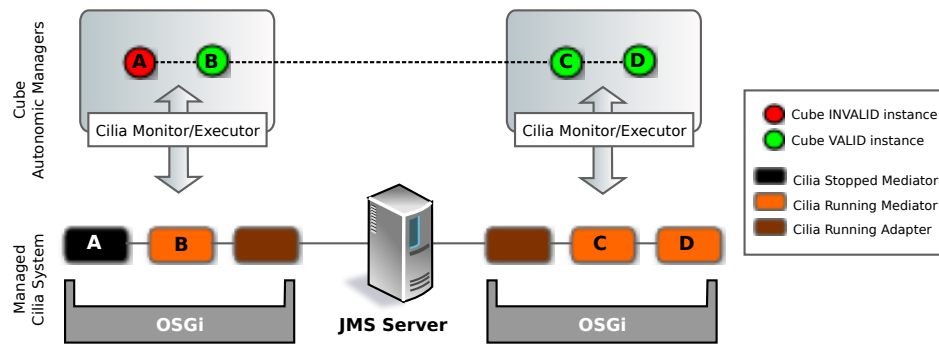 Cube
Autonomic Managers
A
B
C
D
Cilia Monitor/Executor
Cilia Monitor/Executor
Cube INVALID instance
Cube VALID instance
Cilia Stopped Mediator
Cilia Running Mediator
Cilia Running Adapter
Managed
Cilia System
A
B
C
D
OSGi
JMS Server
OSGi